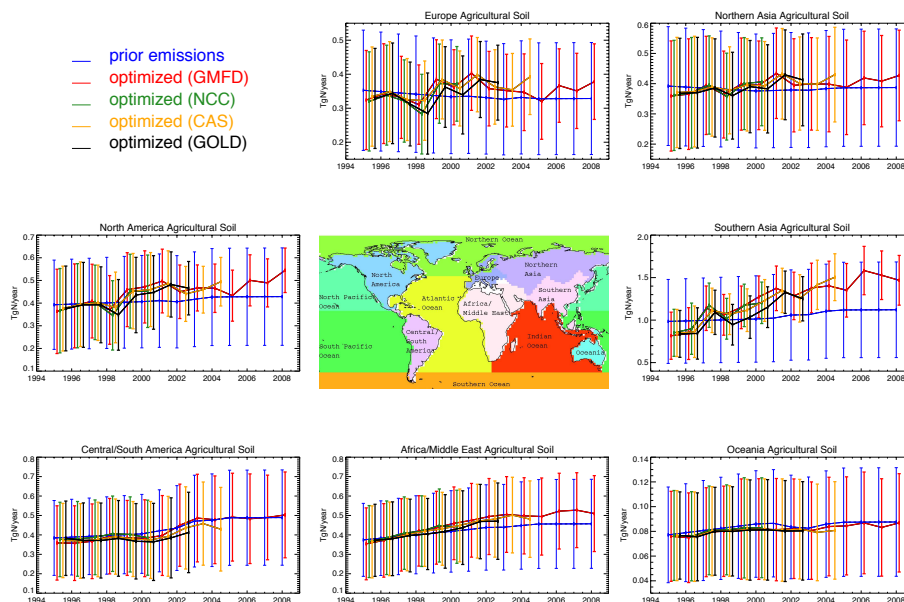 prior emissions
optimized (GMFD)
optimized (NCC)
optimized (CAS)
optimized (GOLD)
Europe Agricultural Soil
TgN/year
0.5
0.4
0.3
0.2
1994 1996 1998 2000 2002 2004 2006 2008
Northern Asia Agricultural Soil
TgN/year
0.6
0.5
0.4
0.3
0.2
0.1
1994 1996 1998 2000 2002 2004 2006 2008
North America Agricultural Soil
TgN/year
0.7
0.6
0.5
0.4
0.3
0.2
0.1
1994 1996 1998 2000 2002 2004 2006 2008
Northern Ocean
North America
Northern Asia
Europe
Southern Asia
North Pacific Ocean
Atlantic Ocean
Africa/ Middle East
Central/ South America
Indian Ocean
South Pacific Ocean
Oceania
Southern Ocean
Southern Asia Agricultural Soil
TgN/year
2.0
1.5
1.0
0.5
1994 1996 1998 2000 2002 2004 2006 2008
Central/South America Agricultural Soil
TgN/year
0.8
0.7
0.6
0.5
0.4
0.3
0.2
0.1
1994 1996 1998 2000 2002 2004 2006 2008
Africa/Middle East Agricultural Soil
TgN/year
0.8
0.7
0.6
0.5
0.4
0.3
0.2
0.1
1994 1996 1998 2000 2002 2004 2006 2008
Oceania Agricultural Soil
TgN/year
0.14
0.12
0.10
0.08
0.06
0.04
1994 1996 1998 2000 2002 2004 2006 2008